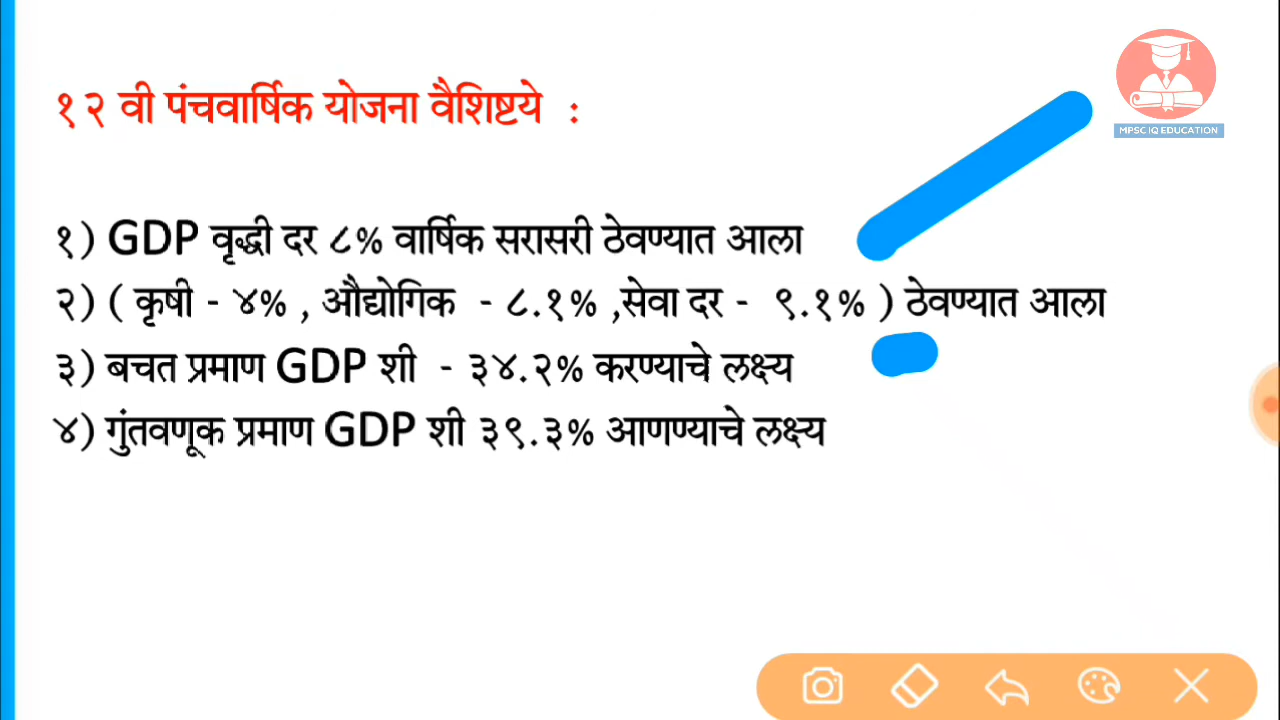 १२ वी पंचवार्षिक योजना वैशिष्टये :
MPSC IQ EDUCATION
१) GDP वृद्धी दर ८% वार्षिक सरासरी ठेवण्यात आला
२) ( कृषी - ४% , औद्योगिक - ८.१% ,सेवा दर - ९.१% ) ठेवण्यात आला
३) बचत प्रमाण GDP शी - ३४.२% करण्याचे लक्ष्य
४) गुंतवणूक प्रमाण GDP शी ३९.३% आणण्याचे लक्ष्य